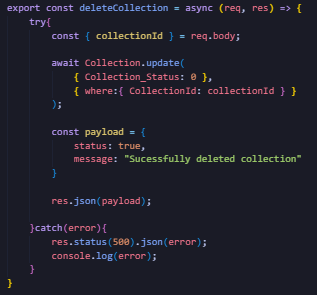 export const deleteCollection = async (req, res) => {
    try{
        const { collectionId } = req.body;

        await Collection.update(
            { Collection_Status: 0 },
            { where:{ CollectionId: collectionId } }
        );

        const payload = {
            status: true,
            message: "Sucessfully deleted collection"
        }

        res.json(payload);

    }catch(error){
        res.status(500).json(error);
        console.log(error);
    }
}